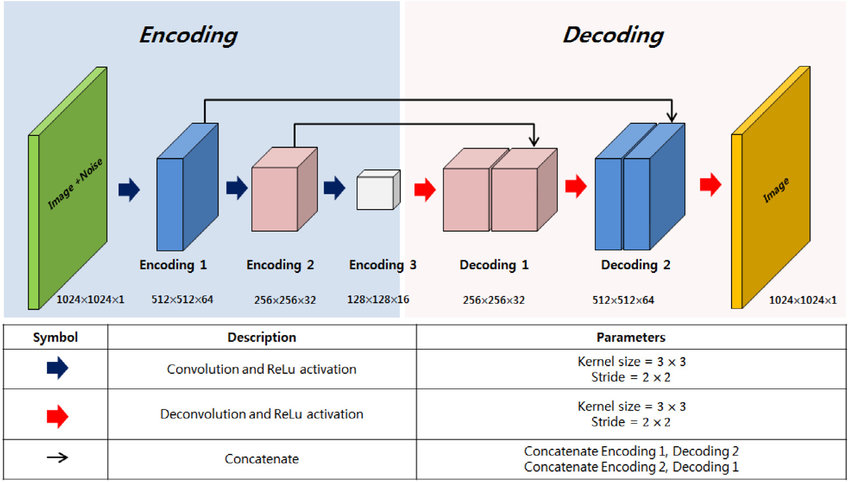 Encoding
Decoding
Image +Noise
Image
Encoding 1
Encoding 2
Encoding 3
Decoding 1
Decoding 2
1024×1024×1
512×512×64
256×256×32
128×128×16
256×256×32
512×512×64
1024×1024×1
Symbol
Description
Parameters
Convolution and ReLu activation
Kernel size = 3 × 3
Stride = 2 × 2
Deconvolution and ReLu activation
Kernel size = 3 × 3
Stride = 2 × 2
Concatenate
Concatenate Encoding 1, Decoding 2
Concatenate Encoding 2, Decoding 1